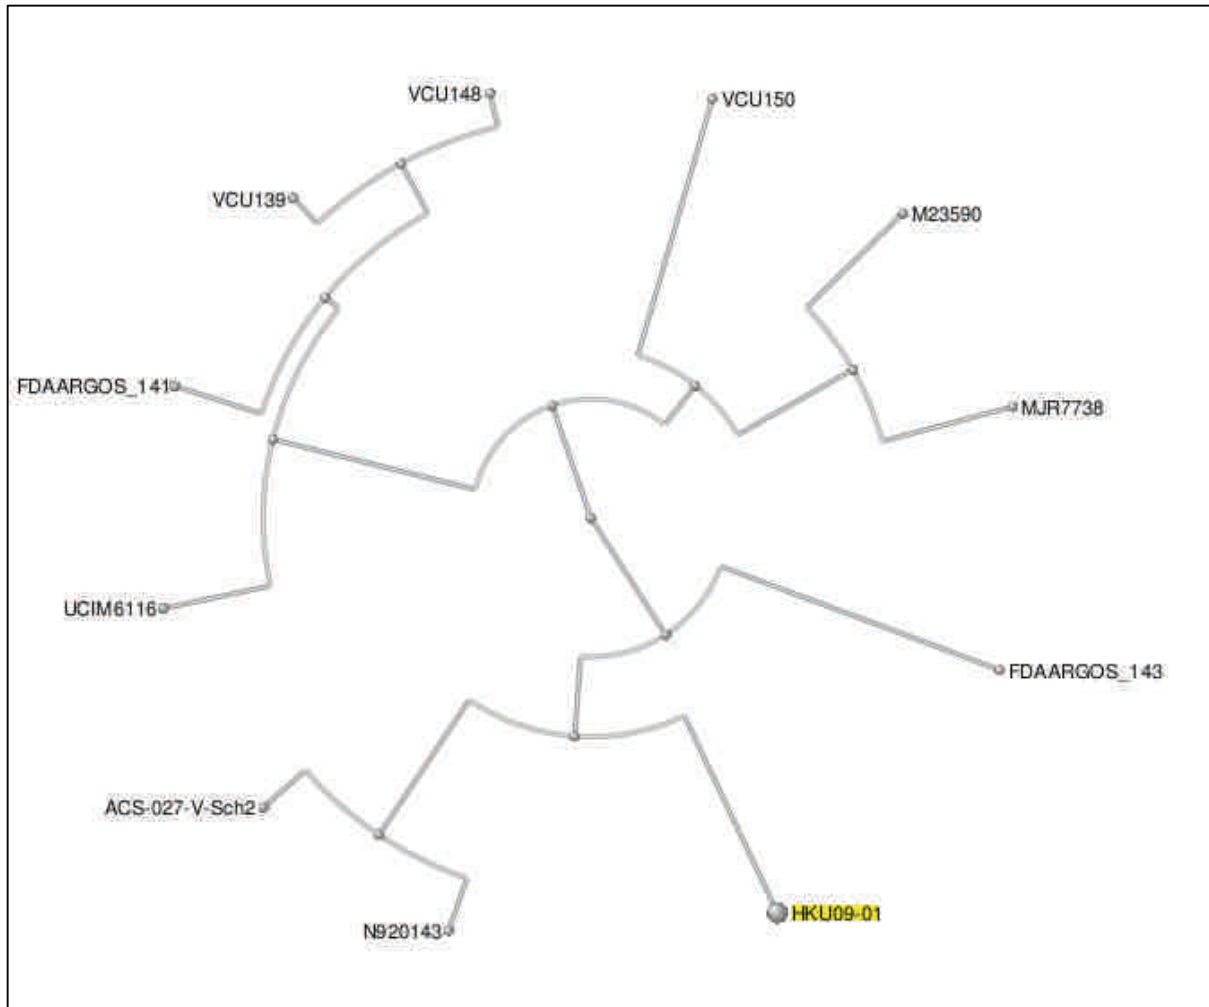 VCU148
VCU150
VCU139
M23590
FDAARGOS_141
MJR7738
UCIM6116
FDAARGOS_143
ACS-027-V-Sch2
HKU09-01
N920143